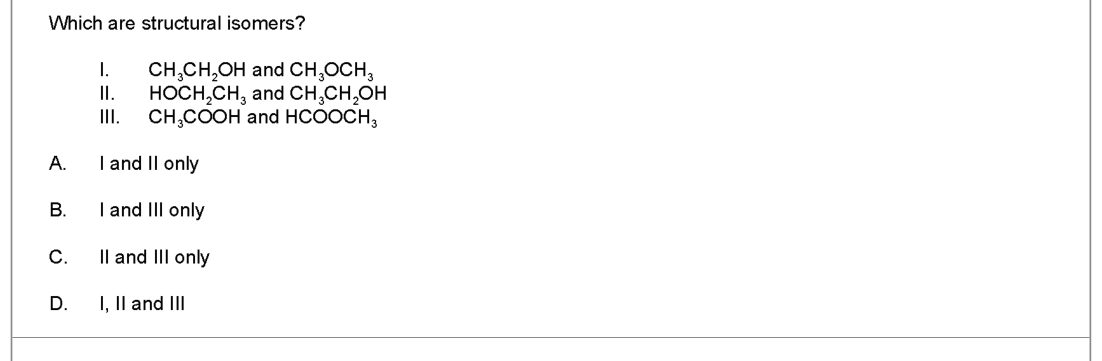 Which are structural isomers?
I. CH₃CH₂OH and CH₃OCH₃
II. HOCH₂CH₃ and CH₃CH₂OH
III. CH₃COOH and HCOOCH₃
A. I and II only
B. I and III only
C. II and III only
D. I, II and III